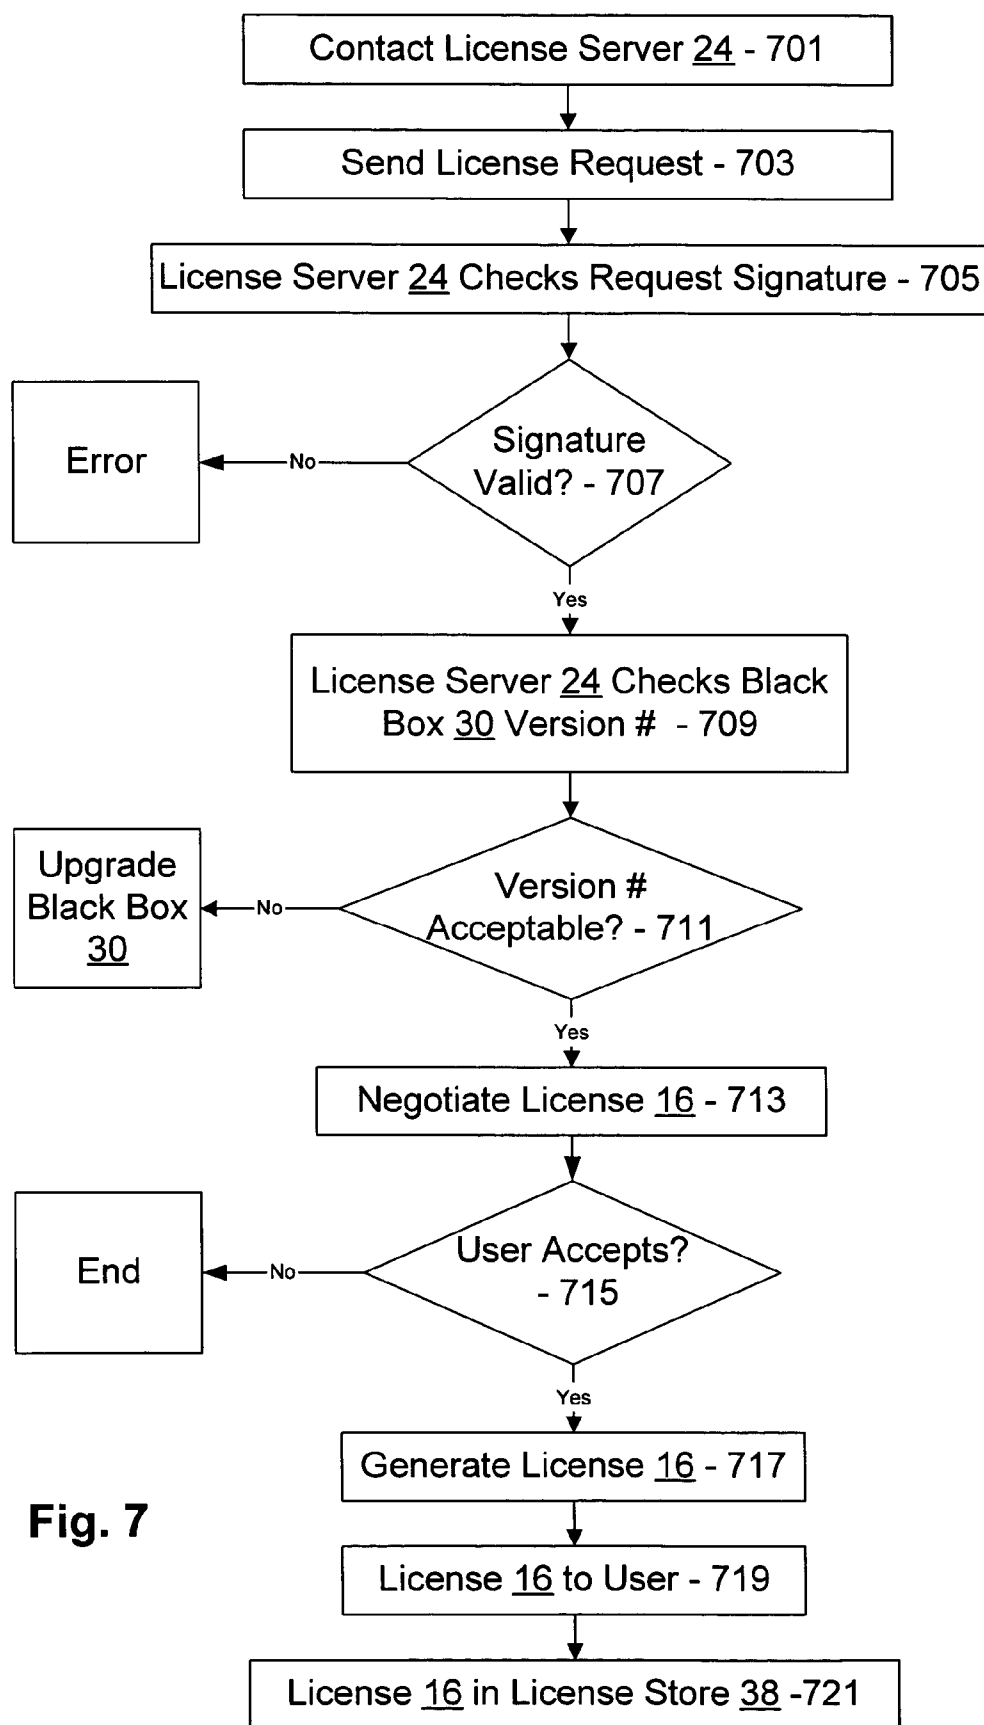 Contact License Server 24 - 701
Send License Request - 703
License Server 24 Checks Request Signature - 705
Signature
Valid? - 707
No
Error
Yes
License Server 24 Checks Black
Box 30 Version # - 709
Version #
Acceptable? - 711
No
Upgrade
Black Box
30
Yes
Negotiate License 16 - 713
User Accepts?
- 715
No
End
Yes
Generate License 16 - 717
License 16 to User - 719
License 16 in License Store 38 -721
Fig. 7